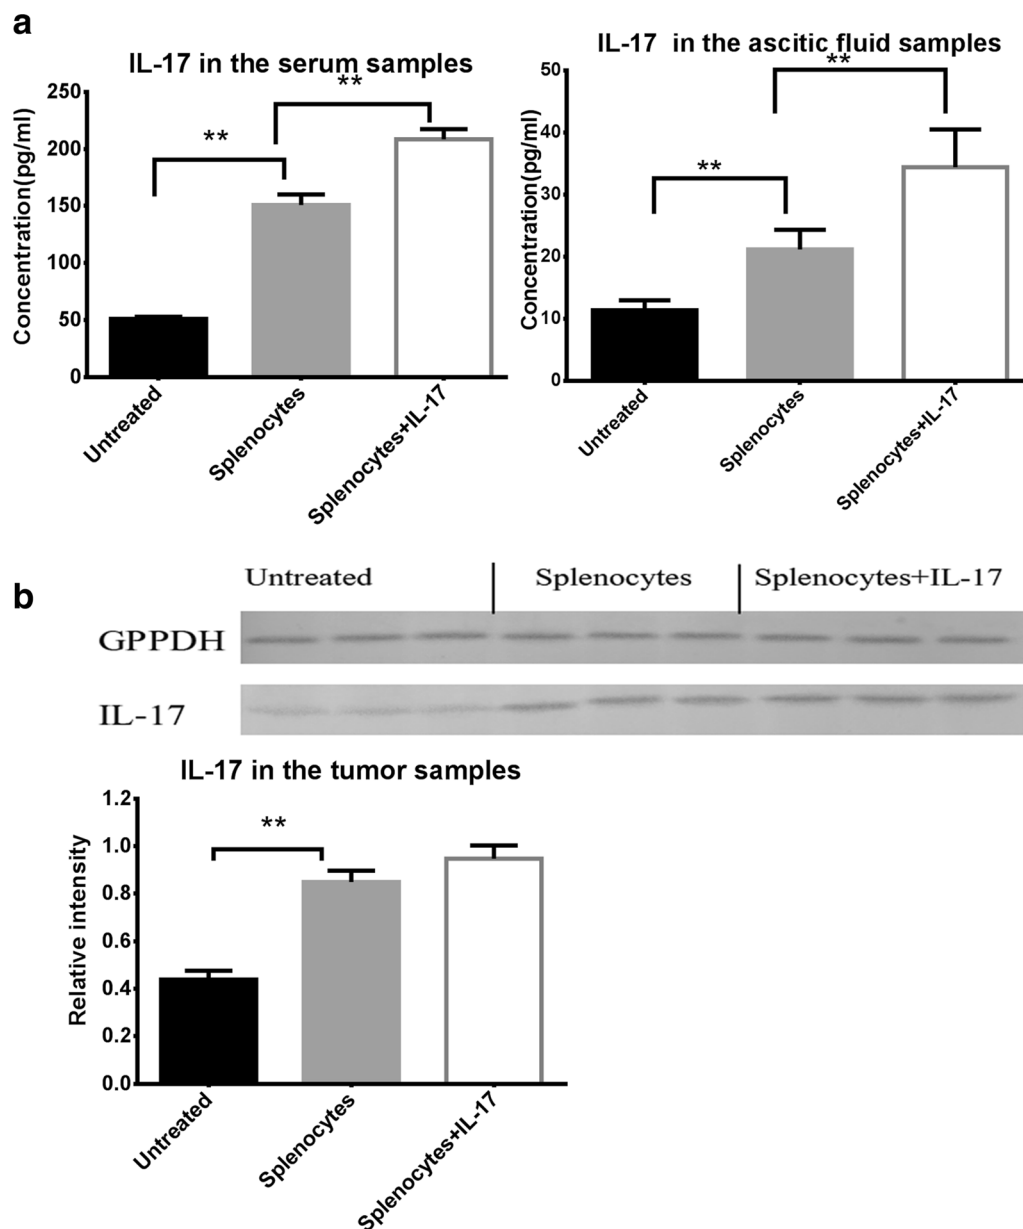 a
IL-17 in the serum samples
Concentration(pg/ml)
250
200
150
100
50
0
**
**
Untreated
Splenocytes
Splenocytes+IL-17
IL-17 in the ascitic fluid samples
Concentration(pg/ml)
50
40
30
20
10
0
**
**
Untreated
Splenocytes
Splenocytes+IL-17
b
Untreated
Splenocytes
Splenocytes+IL-17
GPPDH
IL-17
IL-17 in the tumor samples
Relative intensity
1.2
1.0
0.8
0.6
0.4
0.2
0.0
**
Untreated
Splenocytes
Splenocytes+IL-17